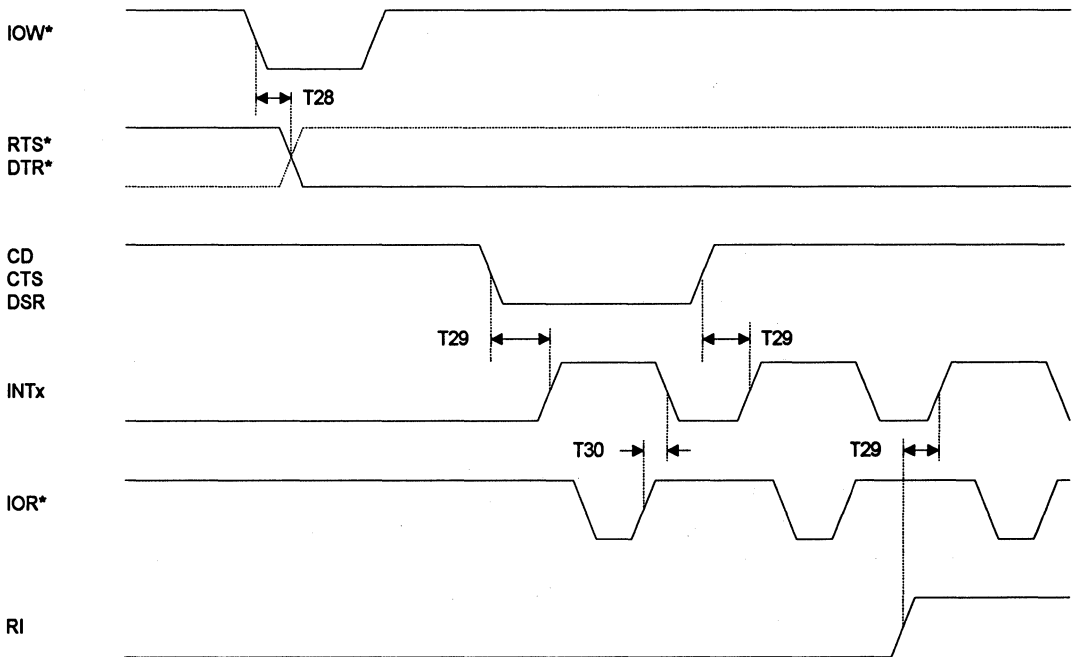 IOW*
T28
RTS*
DTR*
CD
CTS
DSR
T29
T29
INTx
T30
T29
IOR*
RI